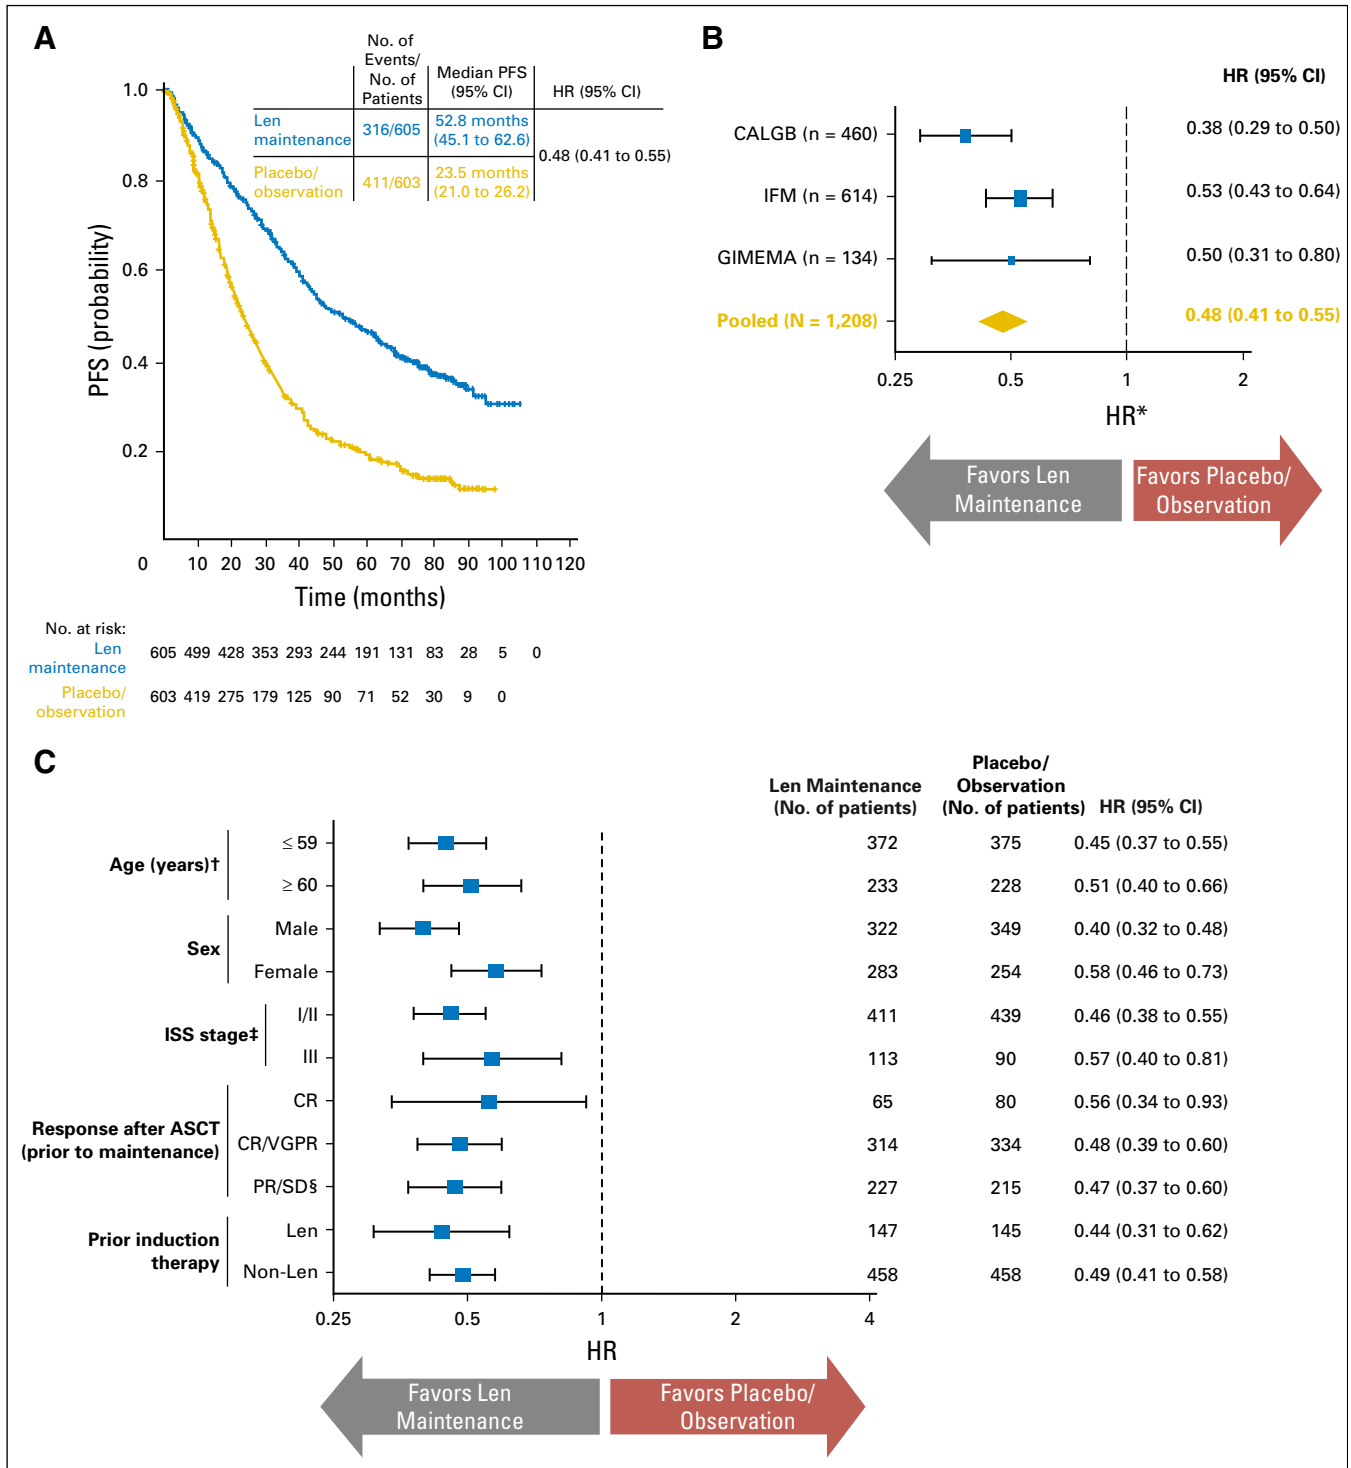 A
No. of
Events/
No. of
Patients
Median PFS
(95% CI)
HR (95% CI)
Len
maintenance
316/605
52.8 months
(45.1 to 62.6)
0.48 (0.41 to 0.55)
Placebo/
observation
411/603
23.5 months
(21.0 to 26.2)
1.0
0.8
0.6
0.4
0.2
PFS (probability)
0 10 20 30 40 50 60 70 80 90 100 110 120
Time (months)
No. at risk:
Len
maintenance
605 499 428 353 293 244 191 131 83 28 5 0
Placebo/
observation
603 419 275 179 125 90 71 52 30 9 0
B
HR (95% CI)
CALGB (n = 460) 0.38 (0.29 to 0.50)
IFM (n = 614) 0.53 (0.43 to 0.64)
GIMEMA (n = 134) 0.50 (0.31 to 0.80)
Pooled (N = 1,208) 0.48 (0.41 to 0.55)
0.25 0.5 1 2
HR*
Favors Len
Maintenance
Favors Placebo/
Observation
C
Len Maintenance
(No. of patients)
Placebo/
Observation
(No. of patients)
HR (95% CI)
Age (years)†
≤ 59 372 375 0.45 (0.37 to 0.55)
≥ 60 233 228 0.51 (0.40 to 0.66)
Sex
Male 322 349 0.40 (0.32 to 0.48)
Female 283 254 0.58 (0.46 to 0.73)
ISS stage‡
I/II 411 439 0.46 (0.38 to 0.55)
III 113 90 0.57 (0.40 to 0.81)
Response after ASCT
(prior to maintenance)
CR 65 80 0.56 (0.34 to 0.93)
CR/VGPR 314 334 0.48 (0.39 to 0.60)
PR/SD§ 227 215 0.47 (0.37 to 0.60)
Prior induction
therapy
Len 147 145 0.44 (0.31 to 0.62)
Non-Len 458 458 0.49 (0.41 to 0.58)
0.25 0.5 1 2 4
HR
Favors Len
Maintenance
Favors Placebo/
Observation